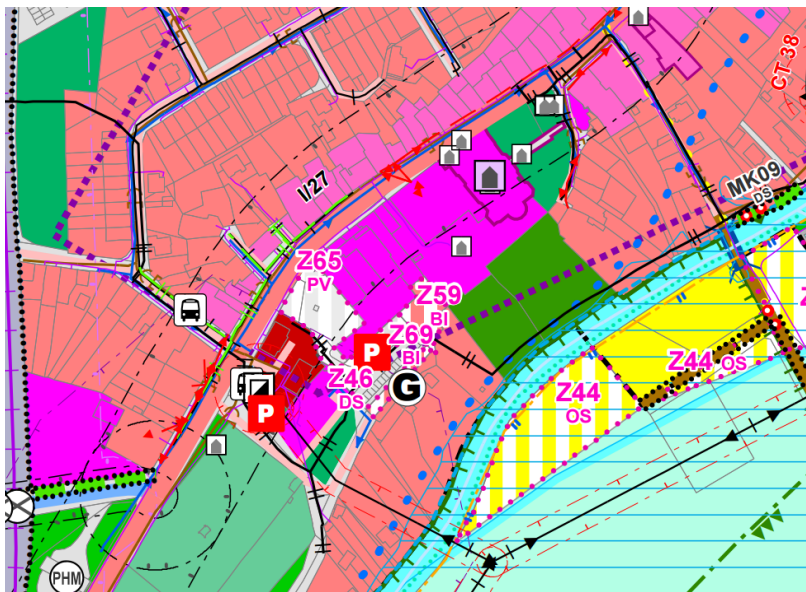 CT-38
I/27
MK09
DS
Z65
PV
Z59
BI
Z69
BI
P
Z46
DS
G
Z44
OS
Z44 OS
P
PHM